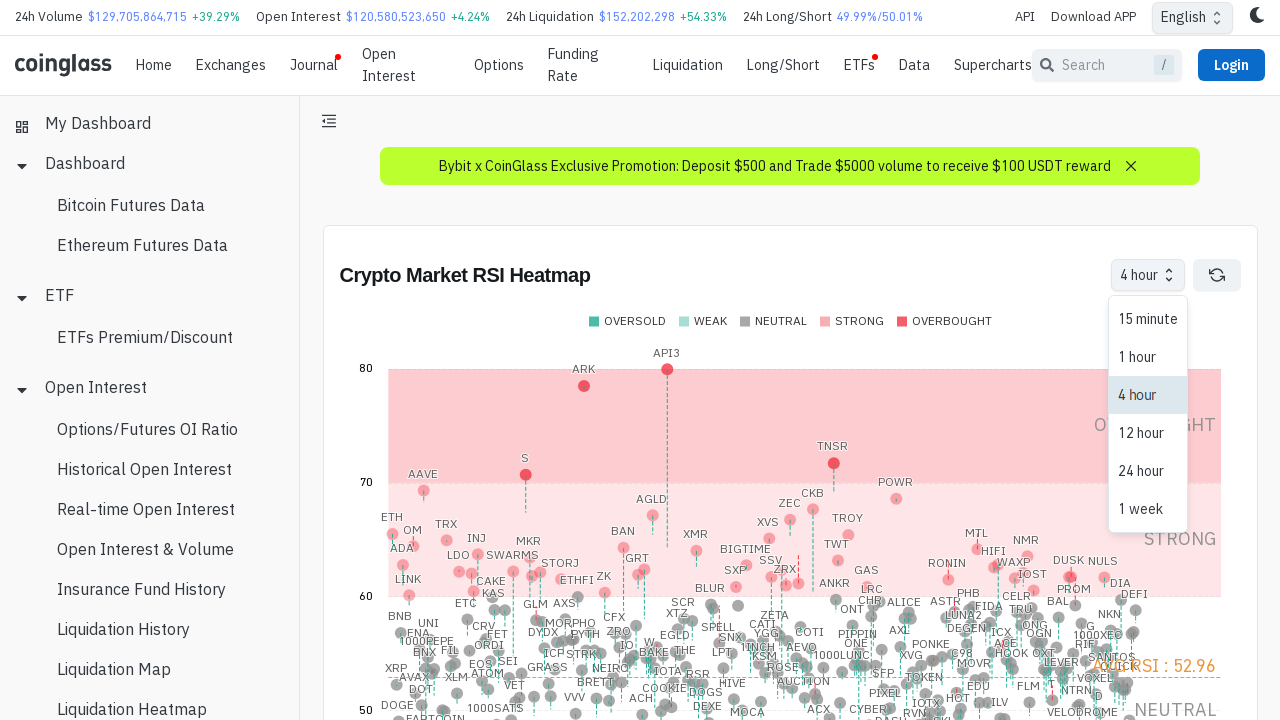 24h Volume $129,705,864,715 +39.29% Open Interest $120,580,523,650 +4.24% 24h Liquidation $152,202,298 +54.33% 24h Long/Short 49.99%/50.01% API Download APP English
coinglass Home Exchanges Journal Open Interest Options Funding Rate Liquidation Long/Short ETFs Data Supercharts Search / Login
My Dashboard
Dashboard
Bitcoin Futures Data
Ethereum Futures Data
ETF
ETFs Premium/Discount
Open Interest
Options/Futures OI Ratio
Historical Open Interest
Real-time Open Interest
Open Interest & Volume
Insurance Fund History
Liquidation History
Liquidation Map
Liquidation Heatmap
Bybit x CoinGlass Exclusive Promotion: Deposit $500 and Trade $5000 volume to receive $100 USDT reward
Crypto Market RSI Heatmap
4 hour
15 minute
1 hour
4 hour
12 hour
24 hour
1 week
OVERSOLD WEAK NEUTRAL STRONG OVERBOUGHT
API3
80 ARK
TNSR
S
AAVE
70 POWR
CKB
AGLD ZEC
ETH TROY
TRX XVS
OM BAN XMR MTL
INJ MKR NMR
ADA TWT BIGTIME HIFI
LDO SWARMS STORJ GRT SSV RONIN WAXP DUSK NULS
LINK CAKE ETHFI ZK SXP ZRX GAS IOST
KAS BLUR ANKR LRC PHB PROM DIA
60 ETC GLM AXS SCR CHR ALICE ASTR CELR BAL DEFI
BNB CFX XTZ ZETA ONT LUNA2 FIDA TRU NKN
UNI CRV MORPHO SPELL CATI DEGEN ONG G
ENA FET DYDX PYTH ZRO EGLD YGG COTI PIPPIN AXL ICX OGN 1000XEC
1000PEPE ORDI SNX 1INCH ONE PONKE ACE RIF
ENX FIL ICP STRK IO BAKE THE KSM AEVO 1000LUNC XVG C98 HOOK OXT SANTOS
XRP EOS SEI GRASS NEIRO IOTA ROSE MOVR LEVER AVG RSI : 52.96
AVAX XLM ATOM BRETT RSR HIVE AUCTION SFP TOKEN VOXEL
DOT VET COOKIE DOGS PIXEL EDU FLM T NTRN D
DOGE 1000SATS VVV ACH DEXE ACX CYBER IOTX HOT ILV VELODROME NEUTRAL
50 MOCA RVN
STRONG